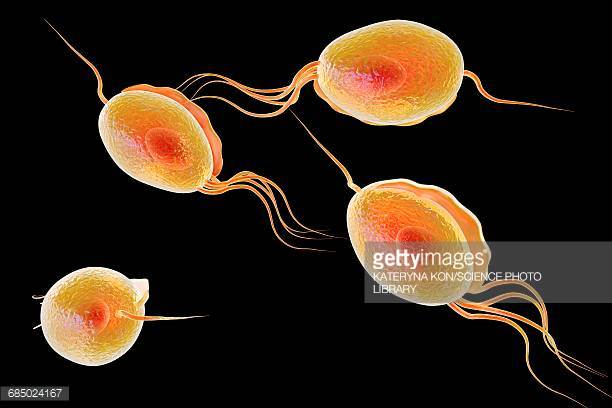 gettyimages
KATERYNA KON/SCIENCE PHOTO
LIBRARY
685024167